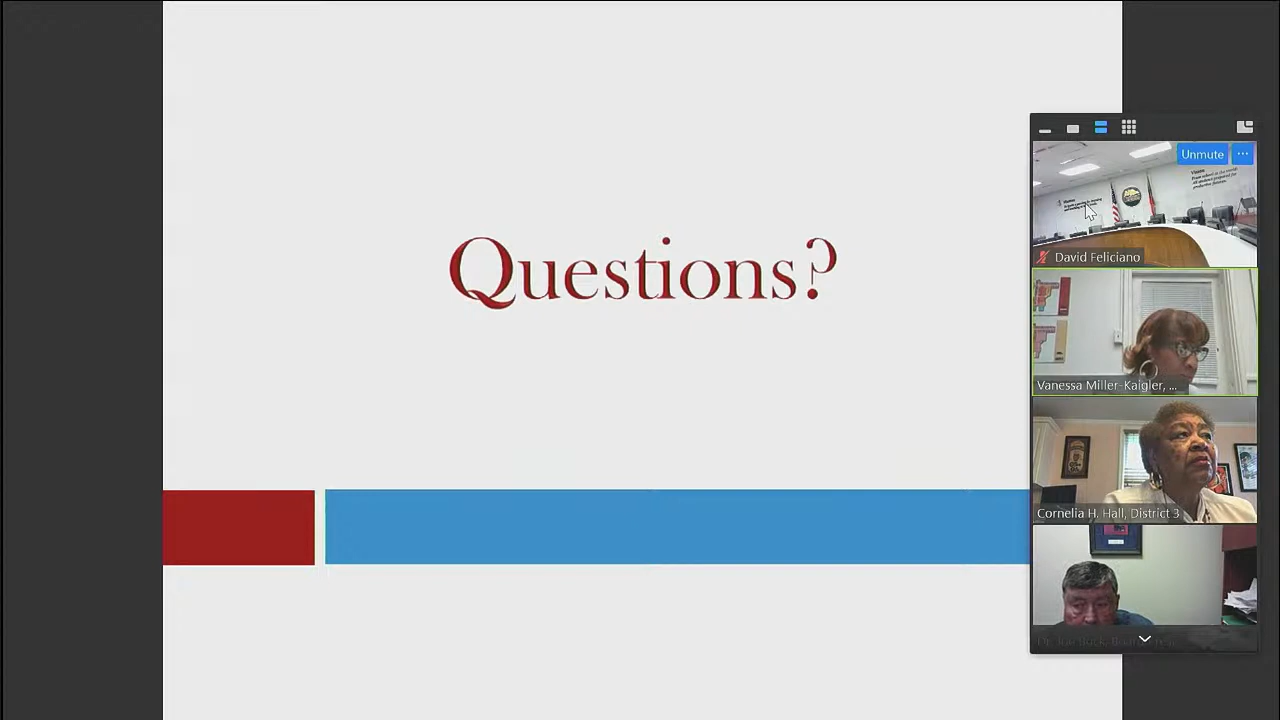 Questions?
Unmute
David Feliciano
Vanessa Miller-Kaigler, ...
Cornelia H. Hall, District 3